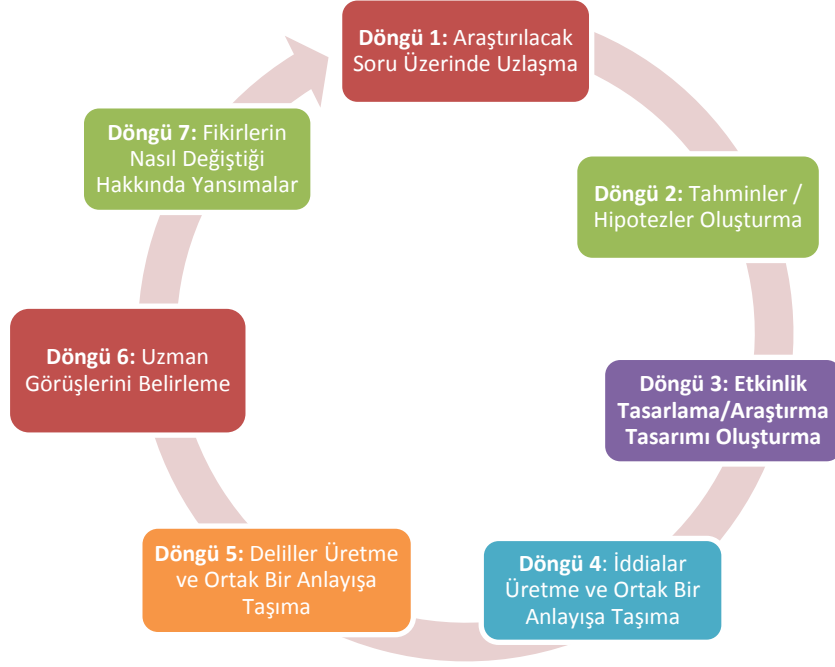 Döngü 1: Araştırılacak
Soru Üzerinde Uzlaşma
Döngü 2: Tahminler /
Hipotezler Oluşturma
Döngü 3: Etkinlik
Tasarlama/Araştırma
Tasarımı Oluşturma
Döngü 4: İddialar
Üretme ve Ortak Bir
Anlayışa Taşıma
Döngü 5: Deliller Üretme
ve Ortak Bir Anlayışa
Taşıma
Döngü 6: Uzman
Görüşlerini Belirleme
Döngü 7: Fikirlerin
Nasıl Değiştiği
Hakkında Yansımalar